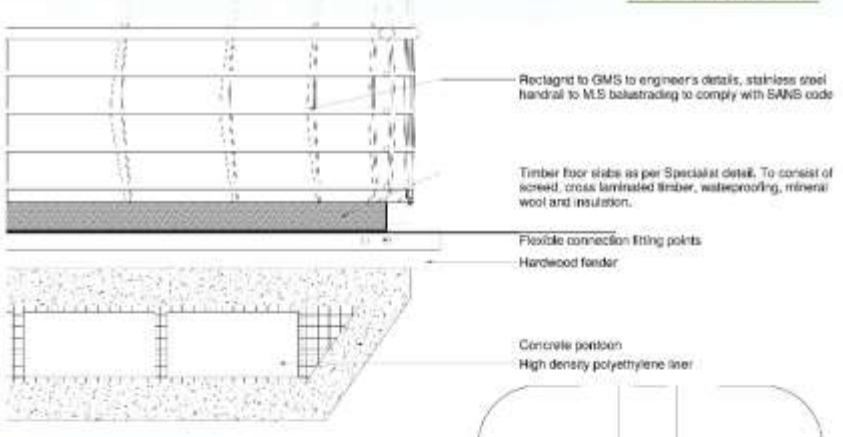 Rectagrid to GMS to engineer's details, stainless steel
handrail to M.S balustrading to comply with SANS code
Timber floor slabs as per Specialist detail. To consist of
screed, cross laminated timber, waterproofing, mineral
wool and insulation.
Flexible connection fitting points
Hardwood fender
Concrete pontoon
High density polyethylene liner